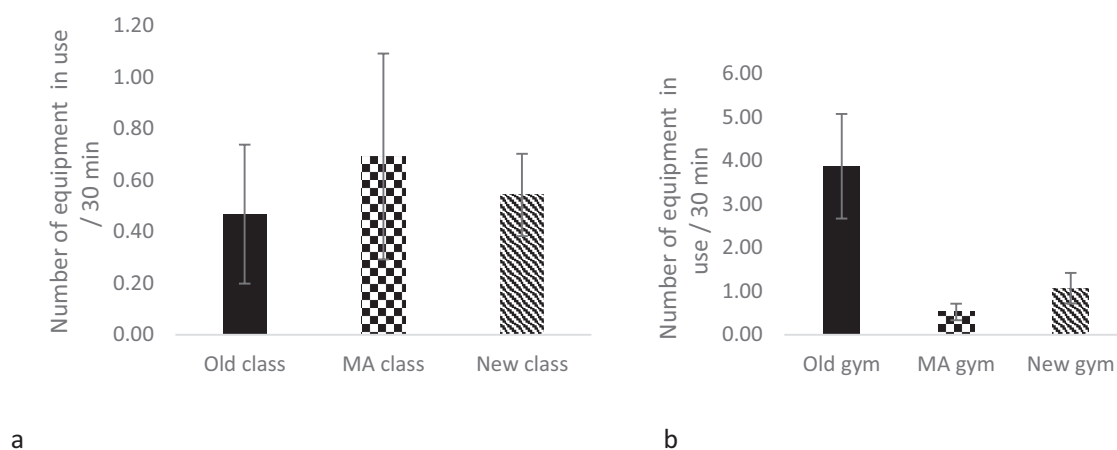 Number of equipment in use
/ 30 min
1.20
1.00
0.80
0.60
0.40
0.20
0.00
Old class MA class New class
a
Number of equipment in
use / 30 min
6.00
5.00
4.00
3.00
2.00
1.00
0.00
Old gym MA gym New gym
b